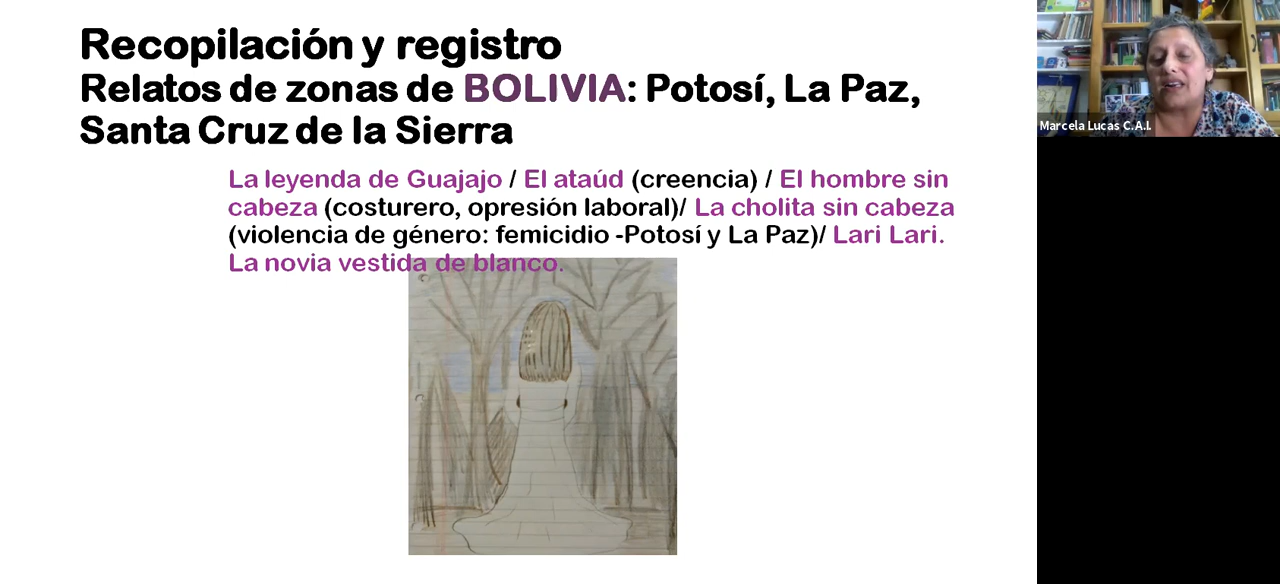 Recopilación y registro
Relatos de zonas de BOLIVIA: Potosí, La Paz,
Santa Cruz de la Sierra
La leyenda de Guajajo / El ataúd (creencia) / El hombre sin
cabeza (costurero, opresión laboral)/ La cholita sin cabeza
(violencia de género: femicidio -Potosí y La Paz)/ Lari Lari.
La novia vestida de blanco.
Marcela Lucas C.A.I.